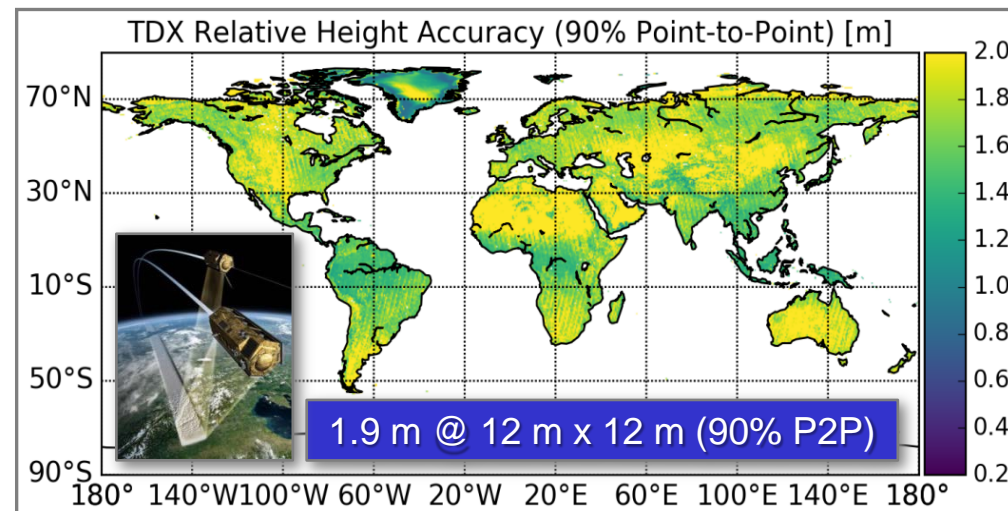 TDX Relative Height Accuracy (90% Point-to-Point) [m]
70°N
30°N
10°S
50°S
90°S
180° 140°W100°W 60°W 20°W 20°E 60°E 100°E 140°E 180°
2.0
1.8
1.6
1.4
1.2
1.0
0.8
0.6
0.4
0.2
1.9 m @ 12 m x 12 m (90% P2P)